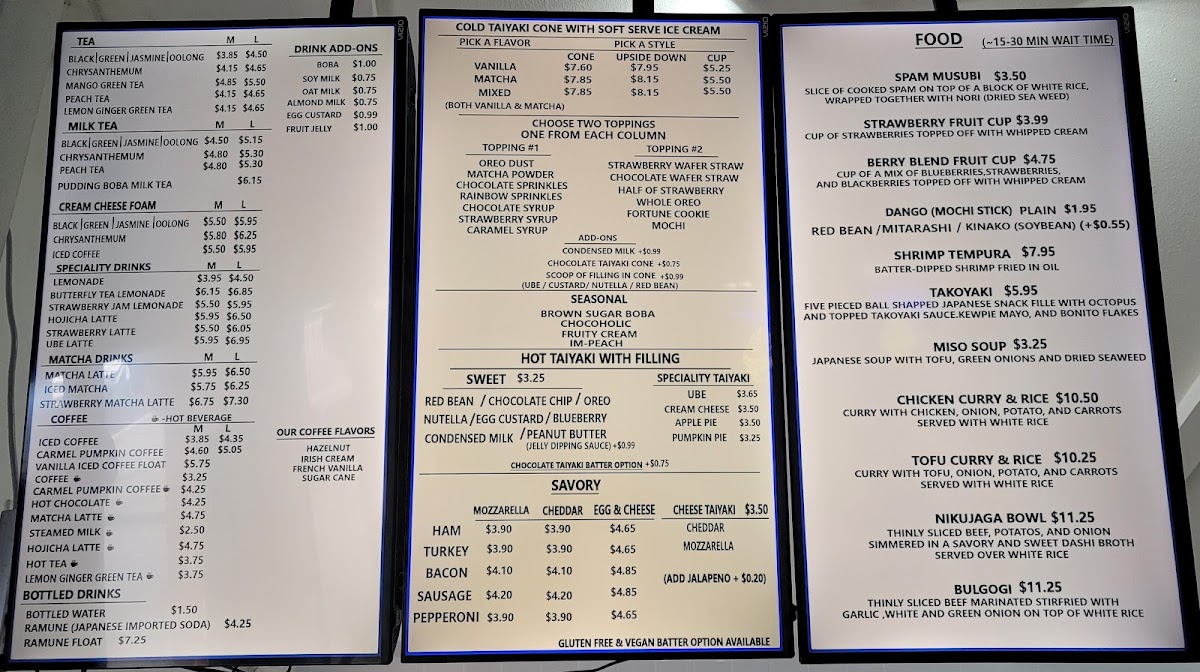 TEA M L
BLACK|GREEN|JASMINE|OOLONG $3.85 $4.50
CHRYSANTHEMUM $4.15 $4.65
MANGO GREEN TEA $4.85 $5.50
PEACH TEA $4.15 $4.65
LEMON GINGER GREEN TEA $4.15 $4.65
MILK TEA M L
BLACK|GREEN|JASMINE|OOLONG $4.50 $5.15
CHRYSANTHEMUM $4.80 $5.30
PEACH TEA $4.80 $5.30
PUDDING BOBA MILK TEA $6.15
CREAM CHEESE FOAM M L
BLACK|GREEN|JASMINE|OOLONG $5.50 $5.95
CHRYSANTHEMUM $5.80 $6.25
ICED COFFEE $5.50 $5.95
SPECIALITY DRINKS M L
LEMONADE $3.95 $4.50
BUTTERFLY TEA LEMONADE $6.15 $6.85
STRAWBERRY JAM LEMONADE $5.50 $5.95
HOJICHA LATTE $5.95 $6.50
STRAWBERRY LATTE $5.50 $6.05
UBE LATTE $5.95 $6.95
MATCHA DRINKS M L
MATCHA LATTE $5.95 $6.50
ICED MATCHA $5.75 $6.25
STRAWBERRY MATCHA LATTE $6.75 $7.30
COFFEE -HOT BEVERAGE
M L
ICED COFFEE $3.85 $4.35
CARMEL PUMPKIN COFFEE $4.60 $5.05
VANILLA ICED COFFEE FLOAT $5.75
COFFEE $3.25
CARMEL PUMPKIN COFFEE $4.25
HOT CHOCOLATE $4.25
MATCHA LATTE $4.75
STEAMED MILK $2.50
HOJICHA LATTE $4.75
HOT TEA $3.75
LEMON GINGER GREEN TEA $3.75
BOTTLED DRINKS
BOTTLED WATER $1.50
RAMUNE (JAPANESE IMPORTED SODA) $4.25
RAMUNE FLOAT $7.25
DRINK ADD-ONS
BOBA $1.00
SOY MILK $0.75
OAT MILK $0.75
ALMOND MILK $0.75
EGG CUSTARD $0.99
FRUIT JELLY $1.00
OUR COFFEE FLAVORS
HAZELNUT
IRISH CREAM
FRENCH VANILLA
SUGAR CANE
VIZIO
COLD TAIYAKI CONE WITH SOFT SERVE ICE CREAM
PICK A FLAVOR PICK A STYLE
CONE UPSIDE DOWN CUP
VANILLA $7.60 $7.95 $5.25
MATCHA $7.85 $8.15 $5.50
MIXED $7.85 $8.15 $5.50
(BOTH VANILLA & MATCHA)
CHOOSE TWO TOPPINGS
ONE FROM EACH COLUMN
TOPPING #1
OREO DUST
MATCHA POWDER
CHOCOLATE SPRINKLES
RAINBOW SPRINKLES
CHOCOLATE SYRUP
STRAWBERRY SYRUP
CARAMEL SYRUP
TOPPING #2
STRAWBERRY WAFER STRAW
CHOCOLATE WAFER STRAW
HALF OF STRAWBERRY
WHOLE OREO
FORTUNE COOKIE
MOCHI
ADD-ONS
CONDENSED MILK +$0.99
CHOCOLATE TAIYAKI CONE +$0.75
SCOOP OF FILLING IN CONE +$0.99
(UBE / CUSTARD/ NUTELLA / RED BEAN)
SEASONAL
BROWN SUGAR BOBA
CHOCOHOLIC
FRUITY CREAM
IM-PEACH
HOT TAIYAKI WITH FILLING
SWEET $3.25
RED BEAN / CHOCOLATE CHIP / OREO
NUTELLA / EGG CUSTARD / BLUEBERRY
CONDENSED MILK / PEANUT BUTTER
(JELLY DIPPING SAUCE) +$0.99
SPECIALITY TAIYAKI
UBE $3.65
CREAM CHEESE $3.50
APPLE PIE $3.50
PUMPKIN PIE $3.25
CHOCOLATE TAIYAKI BATTER OPTION +$0.75
SAVORY
MOZZARELLA CHEDDAR EGG & CHEESE
HAM $3.90 $3.90 $4.65
TURKEY $3.90 $3.90 $4.65
BACON $4.10 $4.10 $4.85
SAUSAGE $4.20 $4.20 $4.85
PEPPERONI $3.90 $3.90 $4.65
CHEESE TAIYAKI $3.50
CHEDDAR
MOZZARELLA
(ADD JALAPENO + $0.20)
GLUTEN FREE & VEGAN BATTER OPTION AVAILABLE
VIZIO
FOOD (~15-30 MIN WAIT TIME)
SPAM MUSUBI $3.50
SLICE OF COOKED SPAM ON TOP OF A BLOCK OF WHITE RICE,
WRAPPED TOGETHER WITH NORI (DRIED SEA WEED)
STRAWBERRY FRUIT CUP $3.99
CUP OF STRAWBERRIES TOPPED OFF WITH WHIPPED CREAM
BERRY BLEND FRUIT CUP $4.75
CUP OF A MIX OF BLUEBERRIES,STRAWBERRIES,
AND BLACKBERRIES TOPPED OFF WITH WHIPPED CREAM
DANGO (MOCHI STICK) PLAIN $1.95
RED BEAN /MITARASHI / KINAKO (SOYBEAN) (+$0.55)
SHRIMP TEMPURA $7.95
BATTER-DIPPED SHRIMP FRIED IN OIL
TAKOYAKI $5.95
FIVE PIECED BALL SHAPPED JAPANESE SNACK FILLE WITH OCTOPUS
AND TOPPED TAKOYAKI SAUCE.KEWPIE MAYO, AND BONITO FLAKES
MISO SOUP $3.25
JAPANESE SOUP WITH TOFU, GREEN ONIONS AND DRIED SEAWEED
CHICKEN CURRY & RICE $10.50
CURRY WITH CHICKEN, ONION, POTATO, AND CARROTS
SERVED WITH WHITE RICE
TOFU CURRY & RICE $10.25
CURRY WITH TOFU, ONION, POTATO, AND CARROTS
SERVED WITH WHITE RICE
NIKUJAGA BOWL $11.25
THINLY SLICED BEEF, POTATOS, AND ONION
SIMMERED IN A SAVORY AND SWEET DASHI BROTH
SERVED OVER WHITE RICE
BULGOGI $11.25
THINLY SLICED BEEF MARINATED STIRFRIED WITH
GARLIC ,WHITE AND GREEN ONION ON TOP OF WHITE RICE
VIZIO